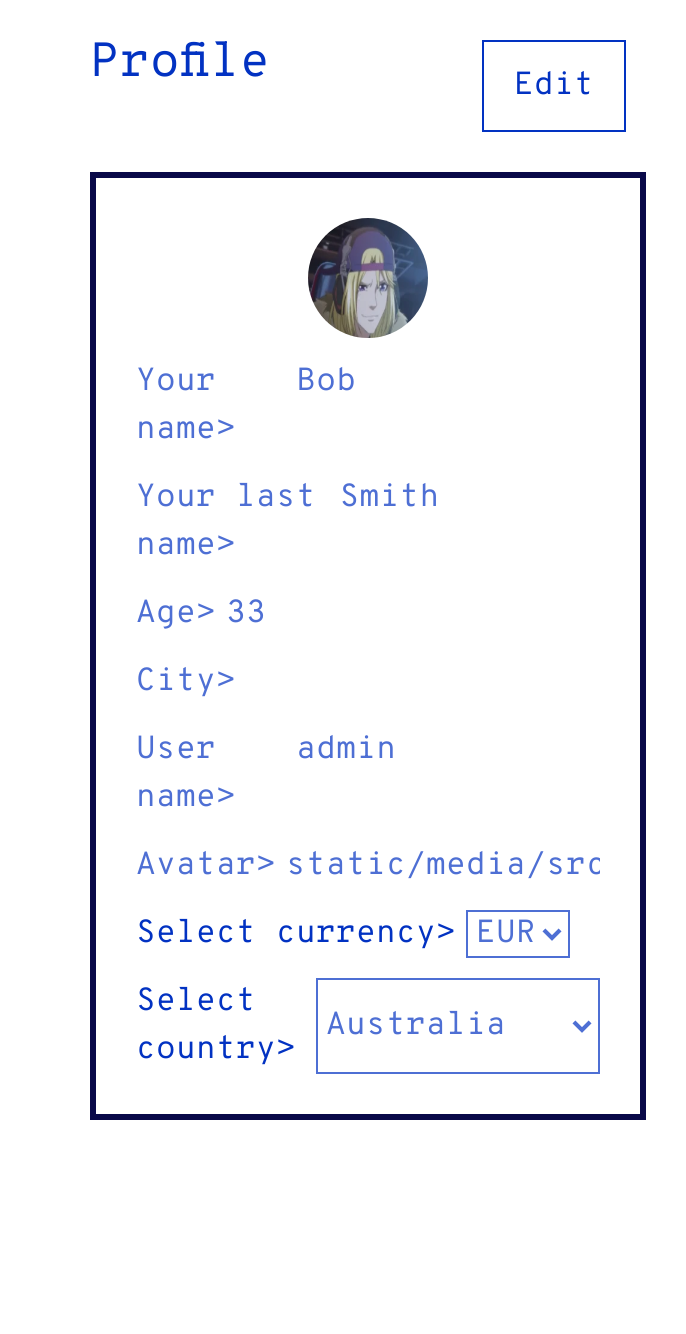 Profile
Edit
Your Bob
name>
Your last Smith
name>
Age> 33
City>
User admin
name>
Avatar> static/media/src
Select currency> EUR
Select
country> Australia